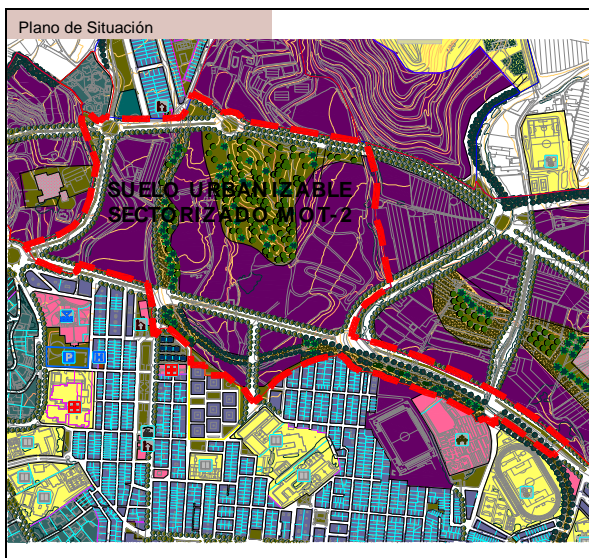 Plano de Situación
SUELO URBANIZABLE
SECTORIZADO MOT-2
P
H